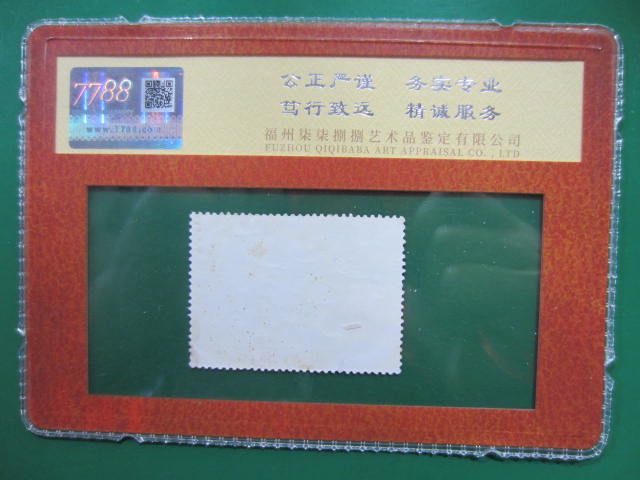 7788
www.7788.com
公正严谨 务实专业
笃行致远 精诚服务
福州柒柒捌捌艺术品鉴定有限公司
FUZHOU QIQIBABA ART APPRAISAL CO. , LTD